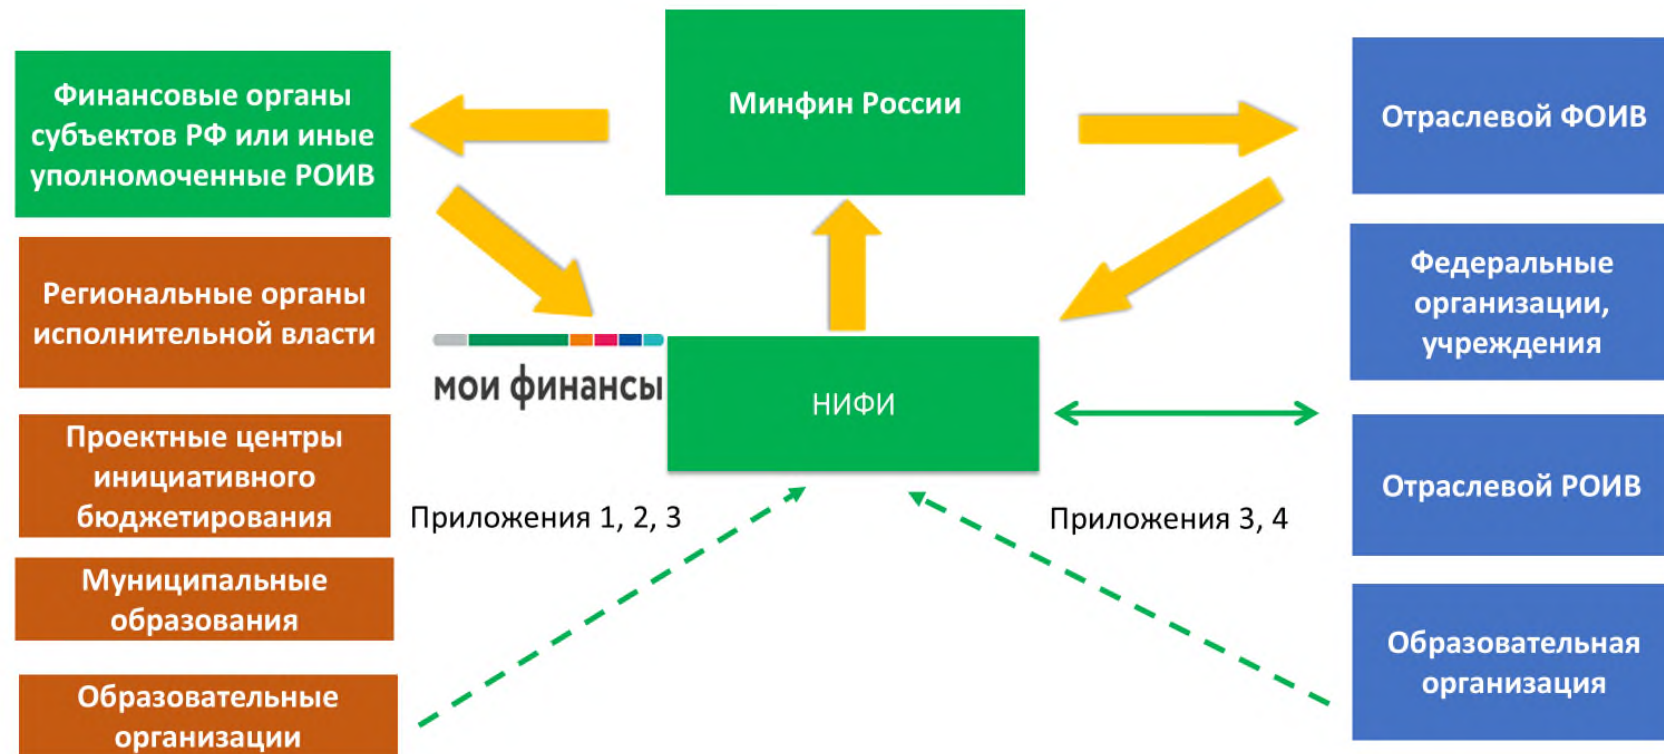 Финансовые органы
субъектов РФ или иные
уполномоченные РОИВ
Региональные органы
исполнительной власти
Проектные центры
инициативного
бюджетирования
Муниципальные
образования
Образовательные
организации
Минфин России
мои финансы
НИФИ
Приложения 1, 2, 3
Приложения 3, 4
Отраслевой ФОИВ
Федеральные
организации,
учреждения
Отраслевой РОИВ
Образовательная
организация